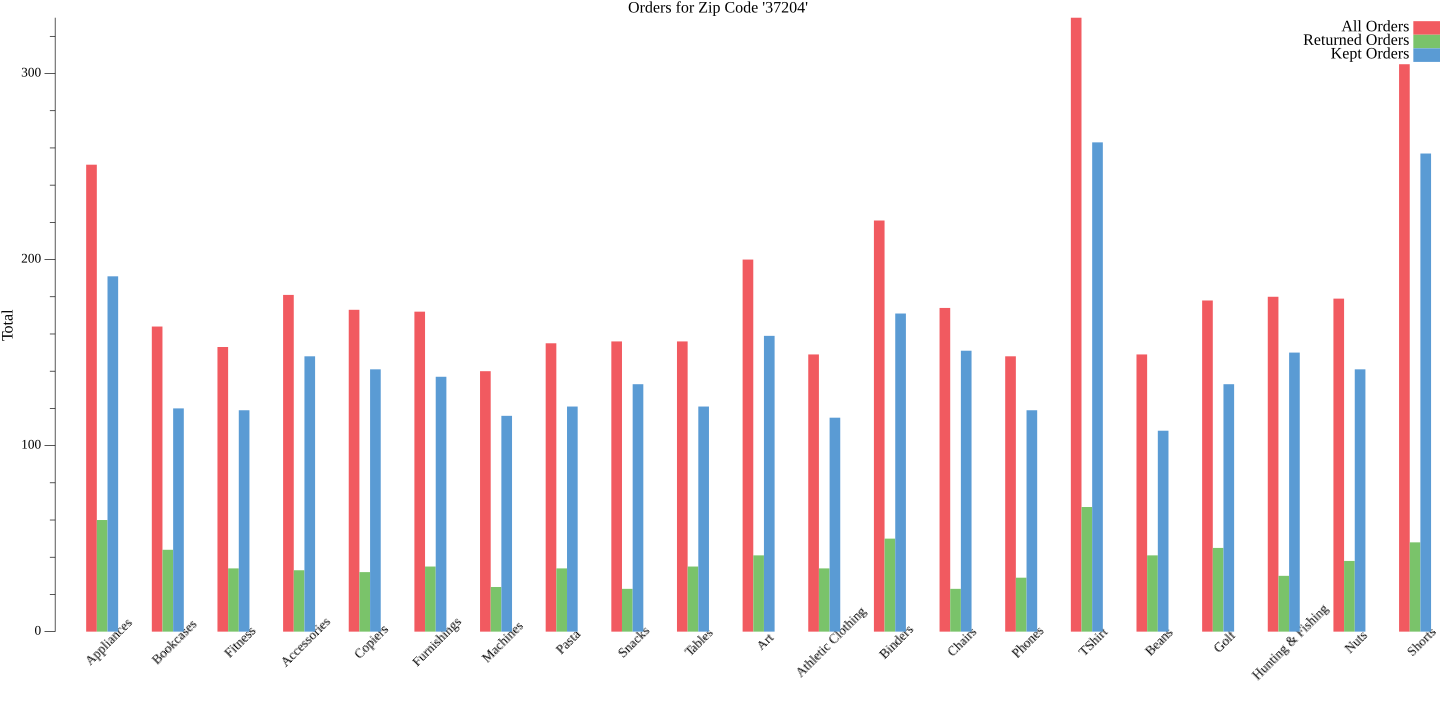 Orders for Zip Code '37204'
All Orders
Returned Orders
Kept Orders
Total
300
200
100
0
Appliances
Bookcases
Fitness
Accessories
Copiers
Furnishings
Machines
Pasta
Snacks
Tables
Art
Athletic Clothing
Binders
Chairs
Phones
TShirt
Beans
Golf
Hunting & Fishing
Nuts
Shorts